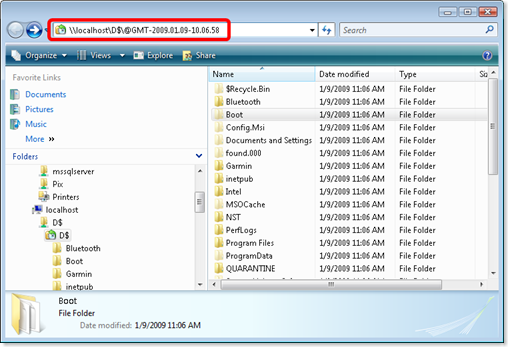 \\localhost\D$\@GMT-2009.01.09-10.06.58
Search
Organize Views Explore Share
Favorite Links
Documents
Pictures
Music
More »
Folders
mssqlserver
Pix
Printers
localhost
D$
D$
Bluetooth
Boot
Garmin
inetpub
Name Date modified Type
$Recycle.Bin 1/9/2009 11:06 AM File Folder
Bluetooth 1/9/2009 11:06 AM File Folder
Boot 1/9/2009 11:06 AM File Folder
Config.Msi 1/9/2009 11:06 AM File Folder
Documents and Settings 1/9/2009 11:06 AM File Folder
found.000 1/9/2009 11:06 AM File Folder
Garmin 1/9/2009 11:06 AM File Folder
inetpub 1/9/2009 11:06 AM File Folder
Intel 1/9/2009 11:06 AM File Folder
MSOCache 1/9/2009 11:06 AM File Folder
NST 1/9/2009 11:06 AM File Folder
PerfLogs 1/9/2009 11:06 AM File Folder
Program Files 1/9/2009 11:06 AM File Folder
ProgramData 1/9/2009 11:06 AM File Folder
QUARANTINE 1/9/2009 11:06 AM File Folder
Boot
File Folder
Date modified: 1/9/2009 11:06 AM